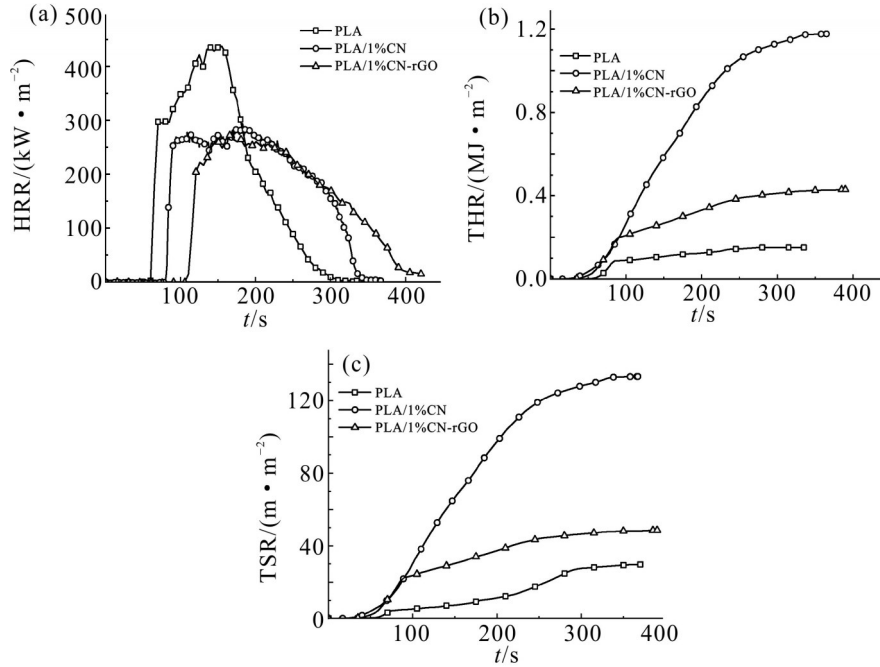 (a)
500
400
300
200
100
0
HRR/(kW • m⁻²)
PLA
PLA/1%CN
PLA/1%CN-rGO
100 200 300 400
t/s
(b)
1.2
0.8
0.4
0.0
THR/(MJ • m⁻²)
PLA
PLA/1%CN
PLA/1%CN-rGO
100 200 300 400
t/s
(c)
120
80
40
0
TSR/(m • m⁻²)
PLA
PLA/1%CN
PLA/1%CN-rGO
100 200 300 400
t/s